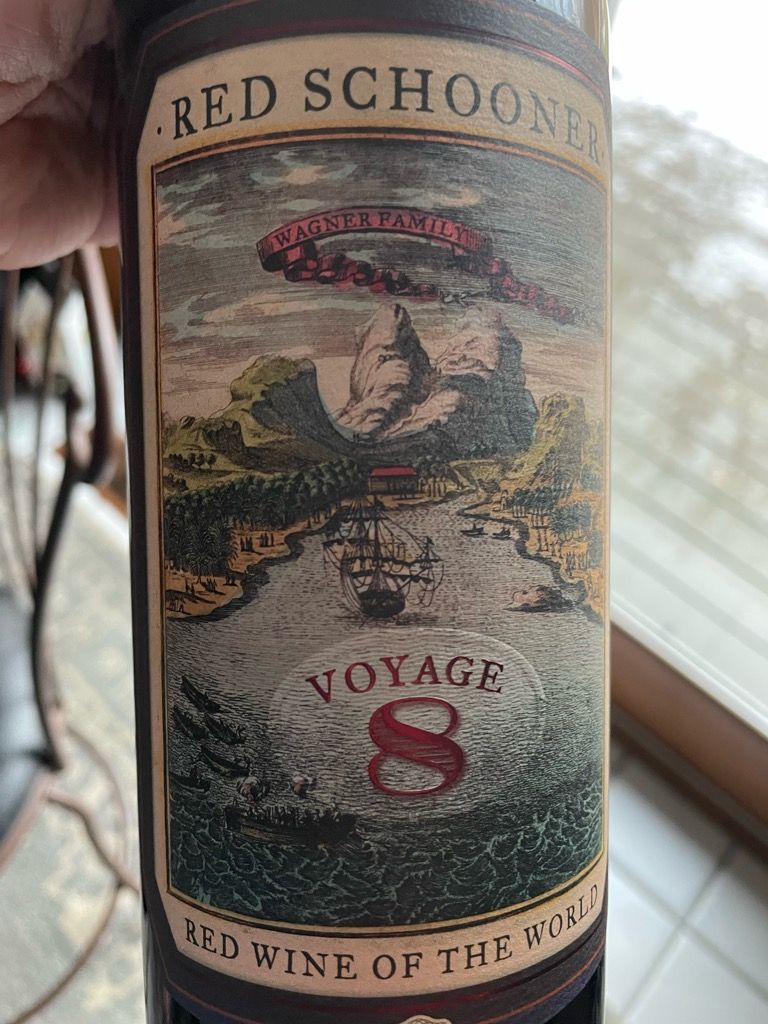 ·RED SCHOONER·
WAGNER FAMILY
VOYAGE
8
RED WINE OF THE WORLD